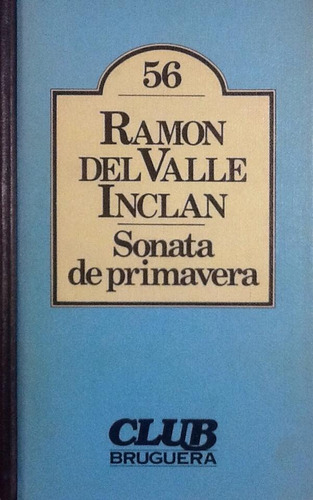 56
RAMON
DEL VALLE
INCLAN
Sonata
de primavera
CLUB
BRUGUERA